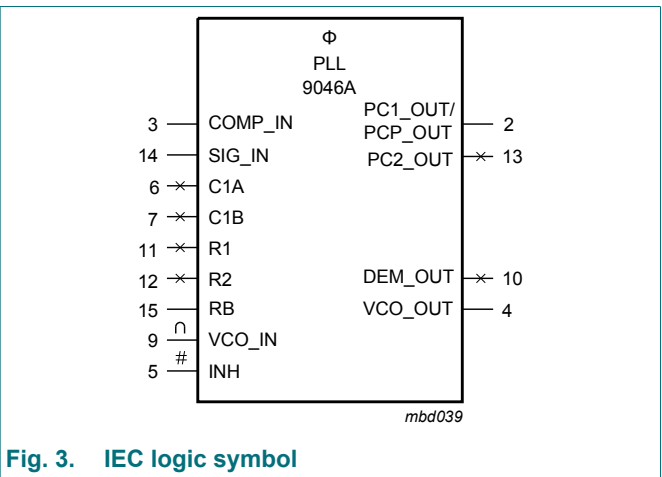 Φ
PLL
9046A
3 COMP_IN
PC1_OUT/
PCP_OUT 2
14 SIG_IN
PC2_OUT 13
6 C1A
7 C1B
11 R1
12 R2
DEM_OUT 10
15 RB
VCO_OUT 4
9 ∩ VCO_IN
5 # INH
mbd039
Fig. 3. IEC logic symbol